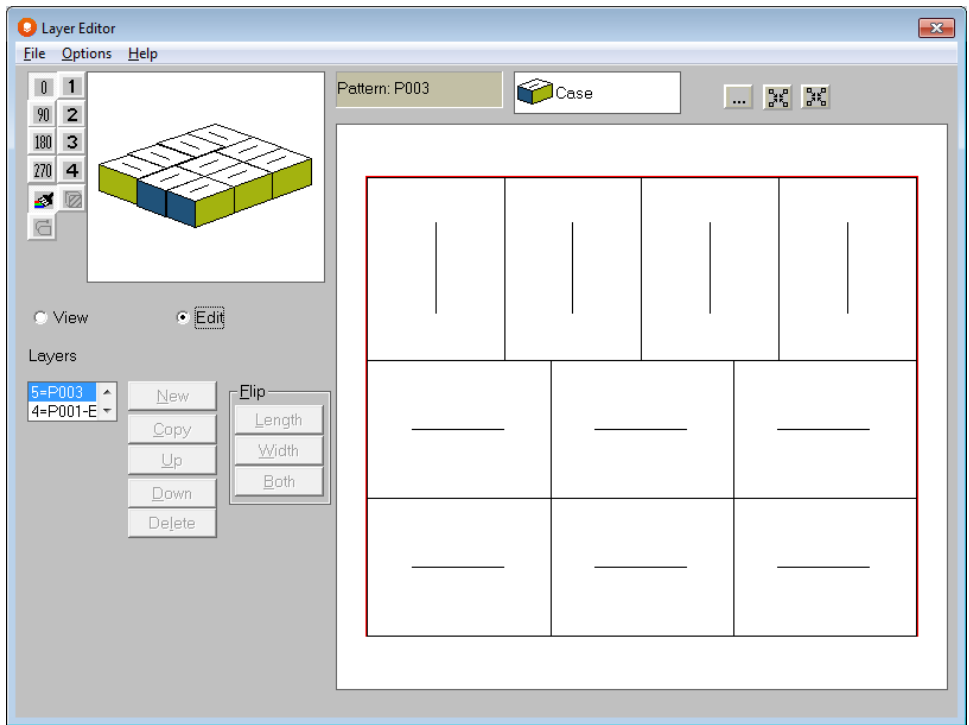 Layer Editor
File Options Help
0 1
90 2
180 3
270 4
Pattern: P003
Case
...
View
Edit
Layers
5=P003
4=P001-E
New
Copy
Up
Down
Delete
Flip
Length
Width
Both